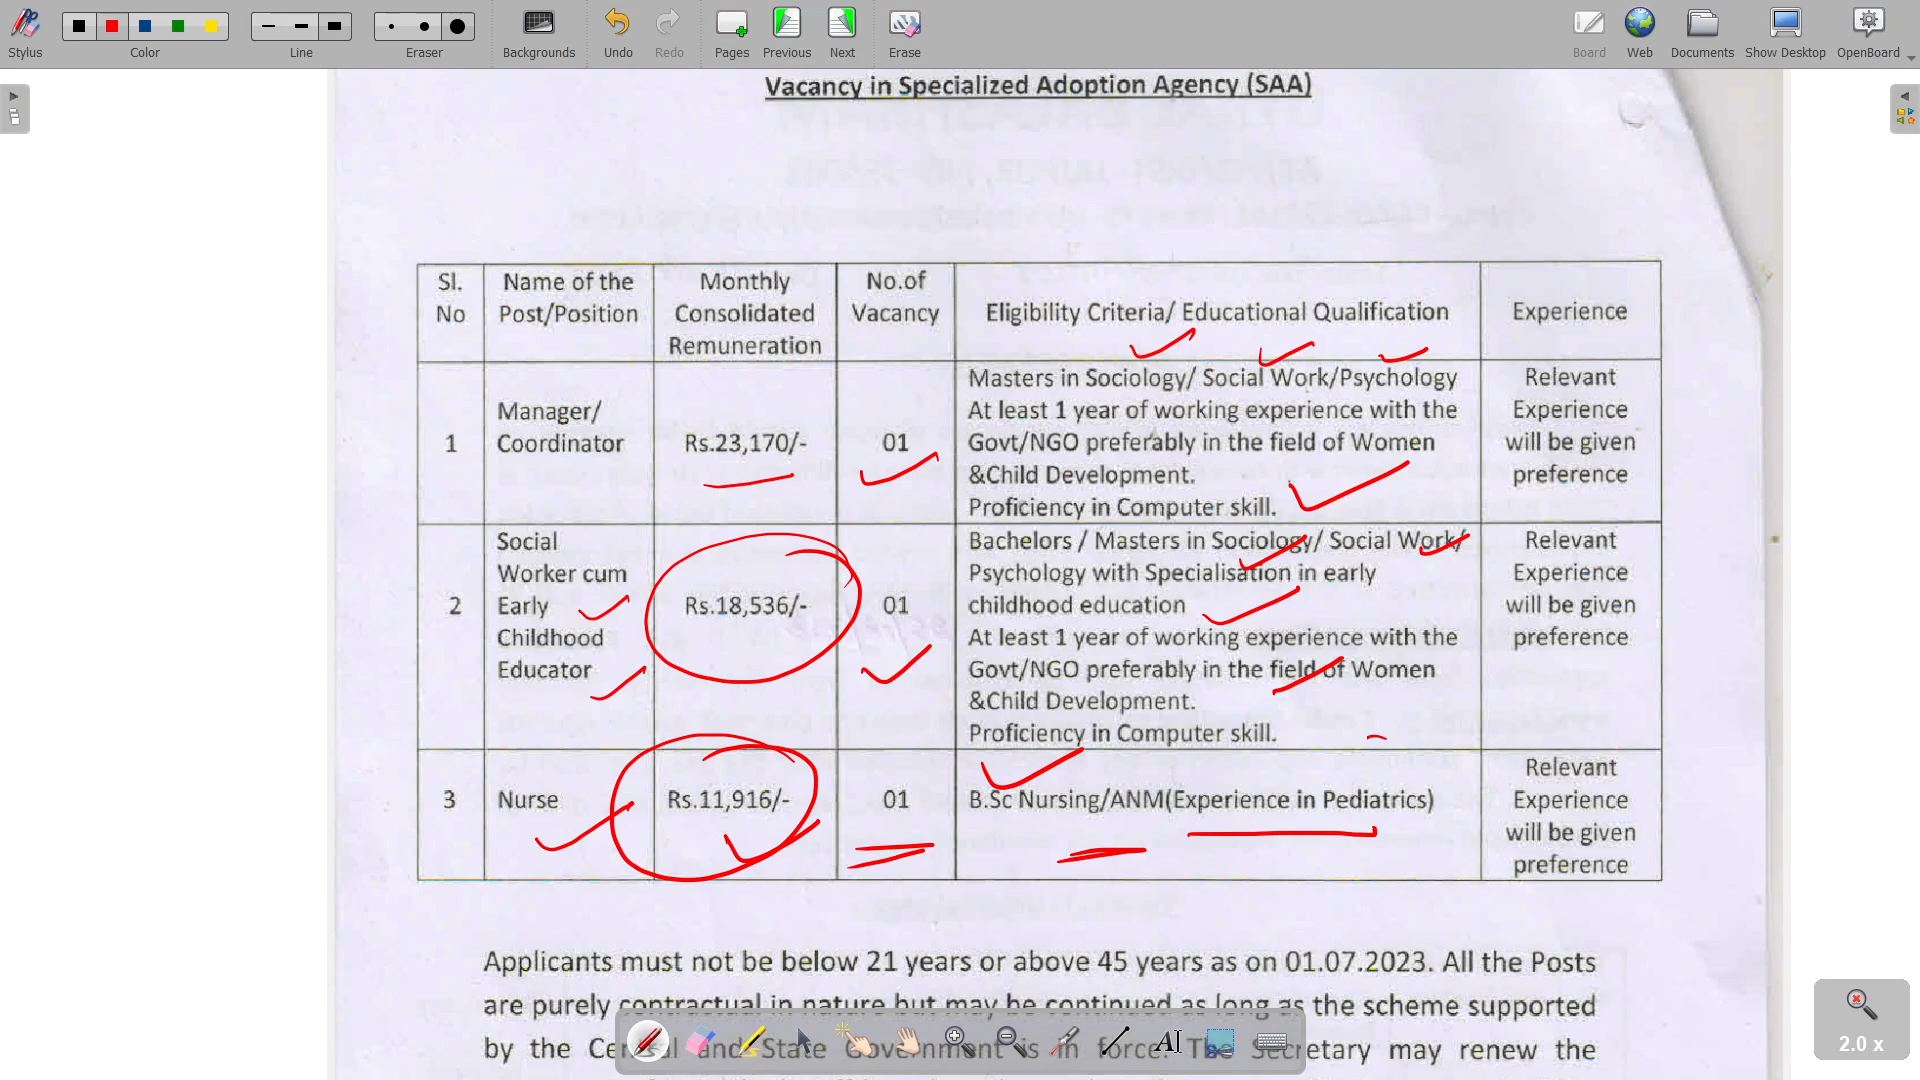 Stylus
Color
Line
Eraser
Backgrounds
Undo
Redo
Pages
Previous
Next
Erase
Board
Web
Documents
Show Desktop
OpenBoard
Vacancy in Specialized Adoption Agency (SAA)
Sl.
No
Name of the
Post/Position
Monthly
Consolidated
Remuneration
No.of
Vacancy
Eligibility Criteria/ Educational Qualification
Experience
1
Manager/
Coordinator
Rs.23,170/-
01
Masters in Sociology/ Social Work/Psychology
At least 1 year of working experience with the
Govt/NGO preferably in the field of Women
&Child Development.
Proficiency in Computer skill.
Relevant
Experience
will be given
preference
2
Social
Worker cum
Early
Childhood
Educator
Rs.18,536/-
01
Bachelors / Masters in Sociology/ Social Work/
Psychology with Specialisation in early
childhood education
At least 1 year of working experience with the
Govt/NGO preferably in the field of Women
&Child Development.
Proficiency in Computer skill.
Relevant
Experience
will be given
preference
3
Nurse
Rs.11,916/-
01
B.Sc Nursing/ANM(Experience in Pediatrics)
Relevant
Experience
will be given
preference
Applicants must not be below 21 years or above 45 years as on 01.07.2023. All the Posts
are purely contractual in nature but may be continued as long as the scheme supported
by the Central and State Government is in force. The Secretary may renew the
2.0 x